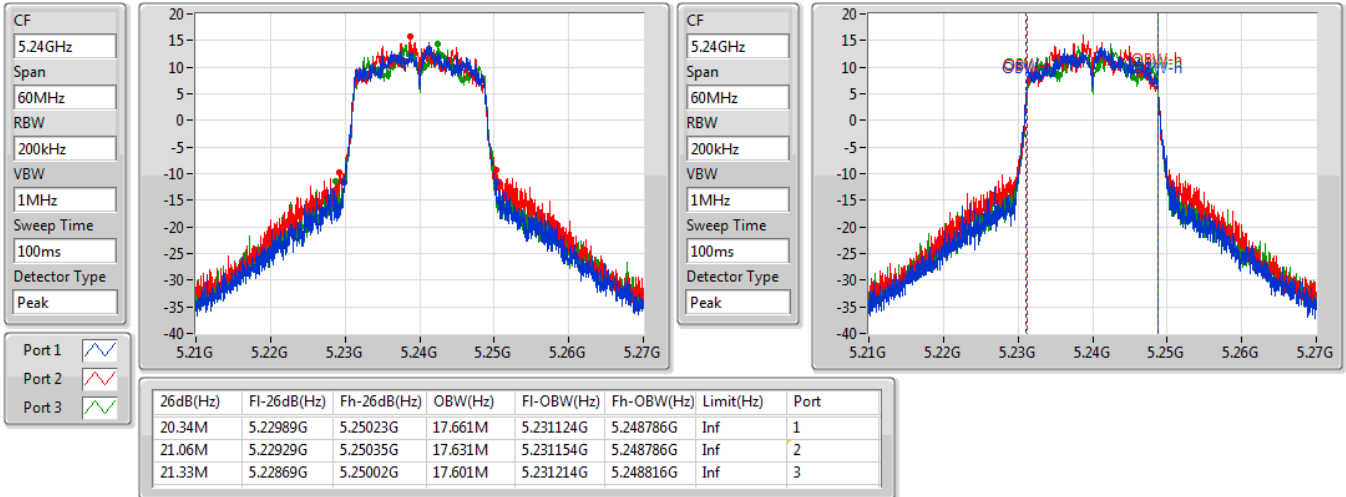 CF
5.24GHz
Span
60MHz
RBW
200kHz
VBW
1MHz
Sweep Time
100ms
Detector Type
Peak
20
15
10
5
0
-5
-10
-15
-20
-25
-30
-35
-40
5.21G 5.22G 5.23G 5.24G 5.25G 5.26G 5.27G
CF
5.24GHz
Span
60MHz
RBW
200kHz
VBW
1MHz
Sweep Time
100ms
Detector Type
Peak
20
15
10
5
0
-5
-10
-15
-20
-25
-30
-35
-40
OBW-h
5.21G 5.22G 5.23G 5.24G 5.25G 5.26G 5.27G
Port 1
Port 2
Port 3
26dB(Hz) Fl-26dB(Hz) Fh-26dB(Hz) OBW(Hz) Fl-OBW(Hz) Fh-OBW(Hz) Limit(Hz) Port
20.34M 5.22989G 5.25023G 17.661M 5.231124G 5.248786G Inf 1
21.06M 5.22929G 5.25035G 17.631M 5.231154G 5.248786G Inf 2
21.33M 5.22869G 5.25002G 17.601M 5.231214G 5.248816G Inf 3